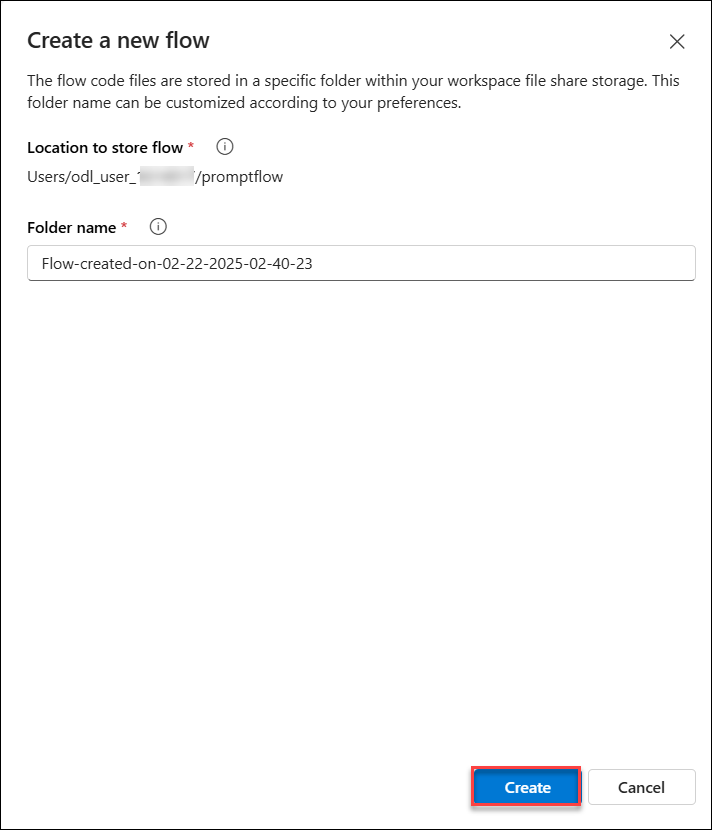 Create a new flow
The flow code files are stored in a specific folder within your workspace file share storage. This
folder name can be customized according to your preferences.
Location to store flow *
Users/odl_user_ /promptflow
Folder name *
Flow-created-on-02-22-2025-02-40-23
Create Cancel